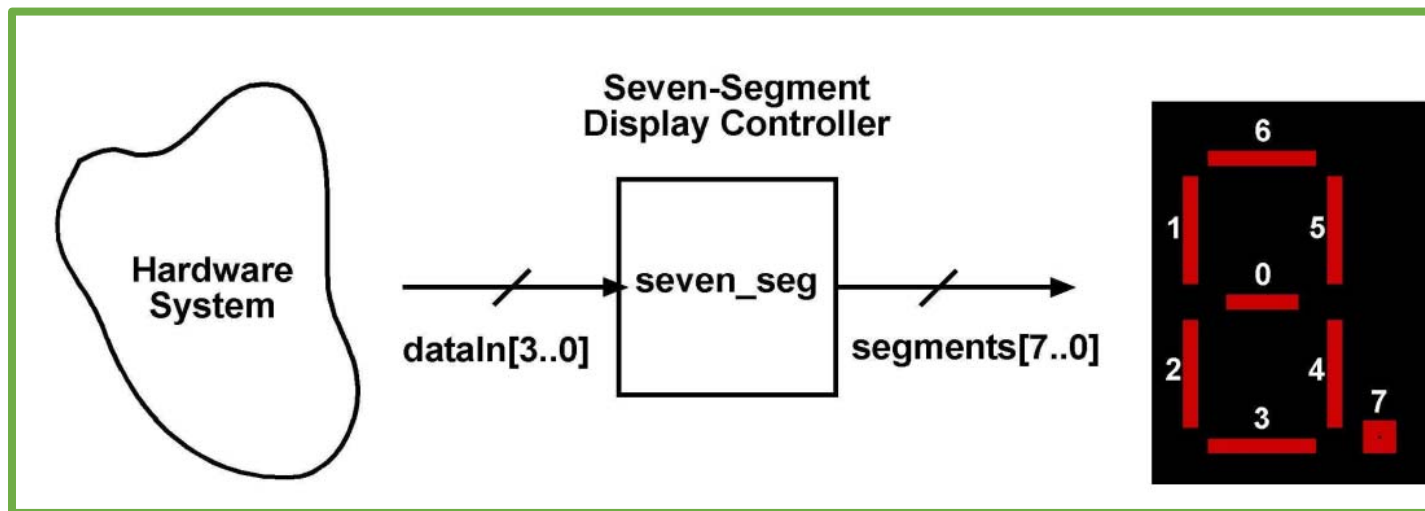 Seven-Segment
Display Controller
Hardware
System
dataIn[3..0]
seven_seg
segments[7..0]
6
1
5
0
2
4
7
3